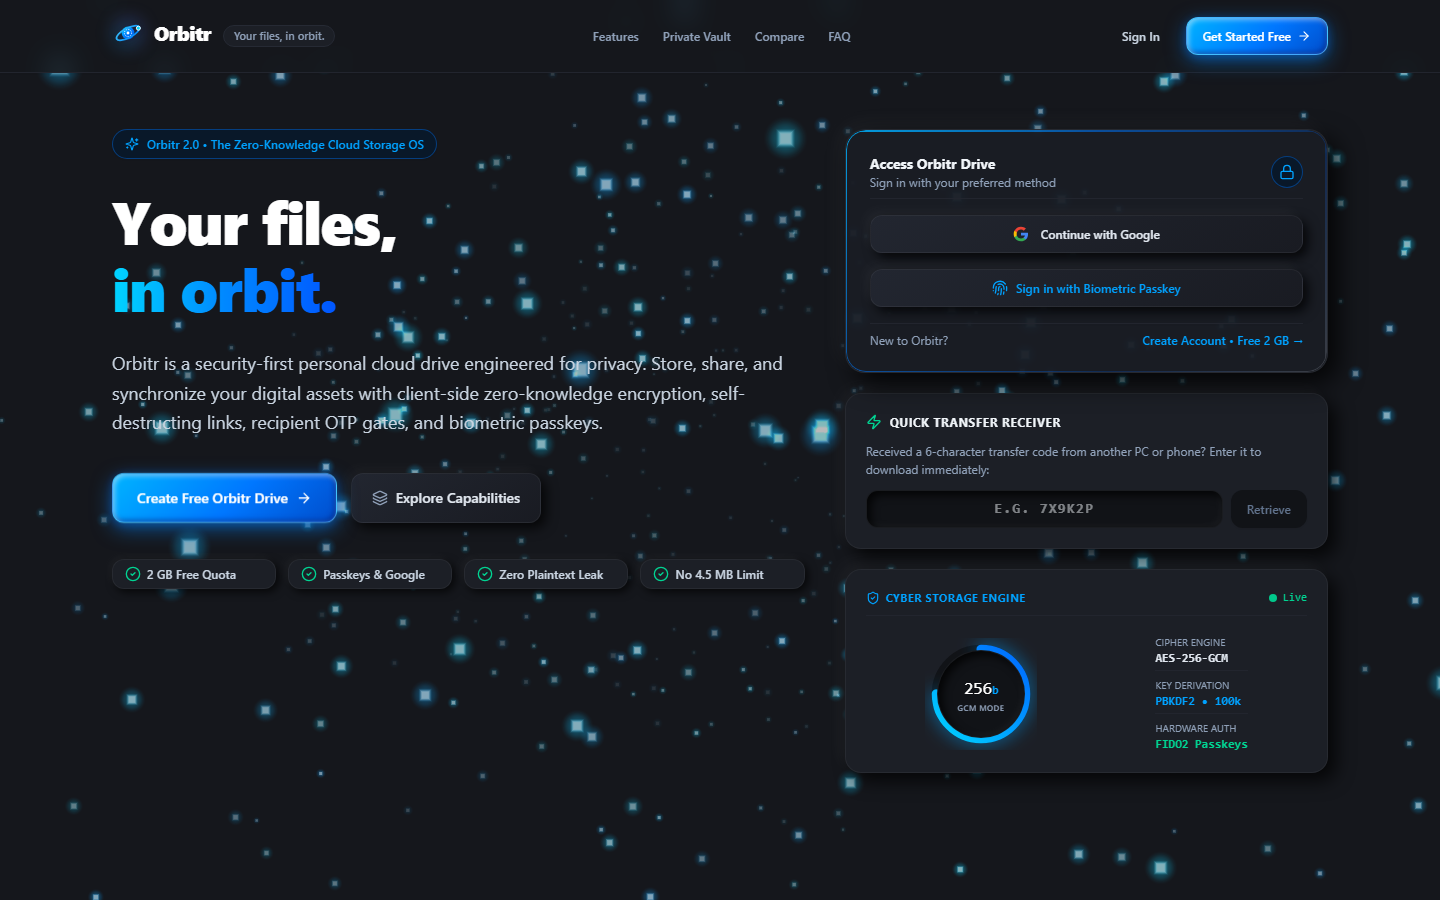 Orbitr
Your files, in orbit.
Features
Private Vault
Compare
FAQ
Sign In
Get Started Free →
Orbitr 2.0 • The Zero-Knowledge Cloud Storage OS
Your files,
in orbit.
Orbitr is a security-first personal cloud drive engineered for privacy. Store, share, and
synchronize your digital assets with client-side zero-knowledge encryption, self-
destructing links, recipient OTP gates, and biometric passkeys.
Create Free Orbitr Drive →
Explore Capabilities
2 GB Free Quota
Passkeys & Google
Zero Plaintext Leak
No 4.5 MB Limit
Access Orbitr Drive
Sign in with your preferred method
Continue with Google
Sign in with Biometric Passkey
New to Orbitr?
Create Account • Free 2 GB →
QUICK TRANSFER RECEIVER
Received a 6-character transfer code from another PC or phone? Enter it to
download immediately:
E.G. 7X9K2P
Retrieve
CYBER STORAGE ENGINE
Live
256b
GCM MODE
CIPHER ENGINE
AES-256-GCM
KEY DERIVATION
PBKDF2 • 100k
HARDWARE AUTH
FIDO2 Passkeys